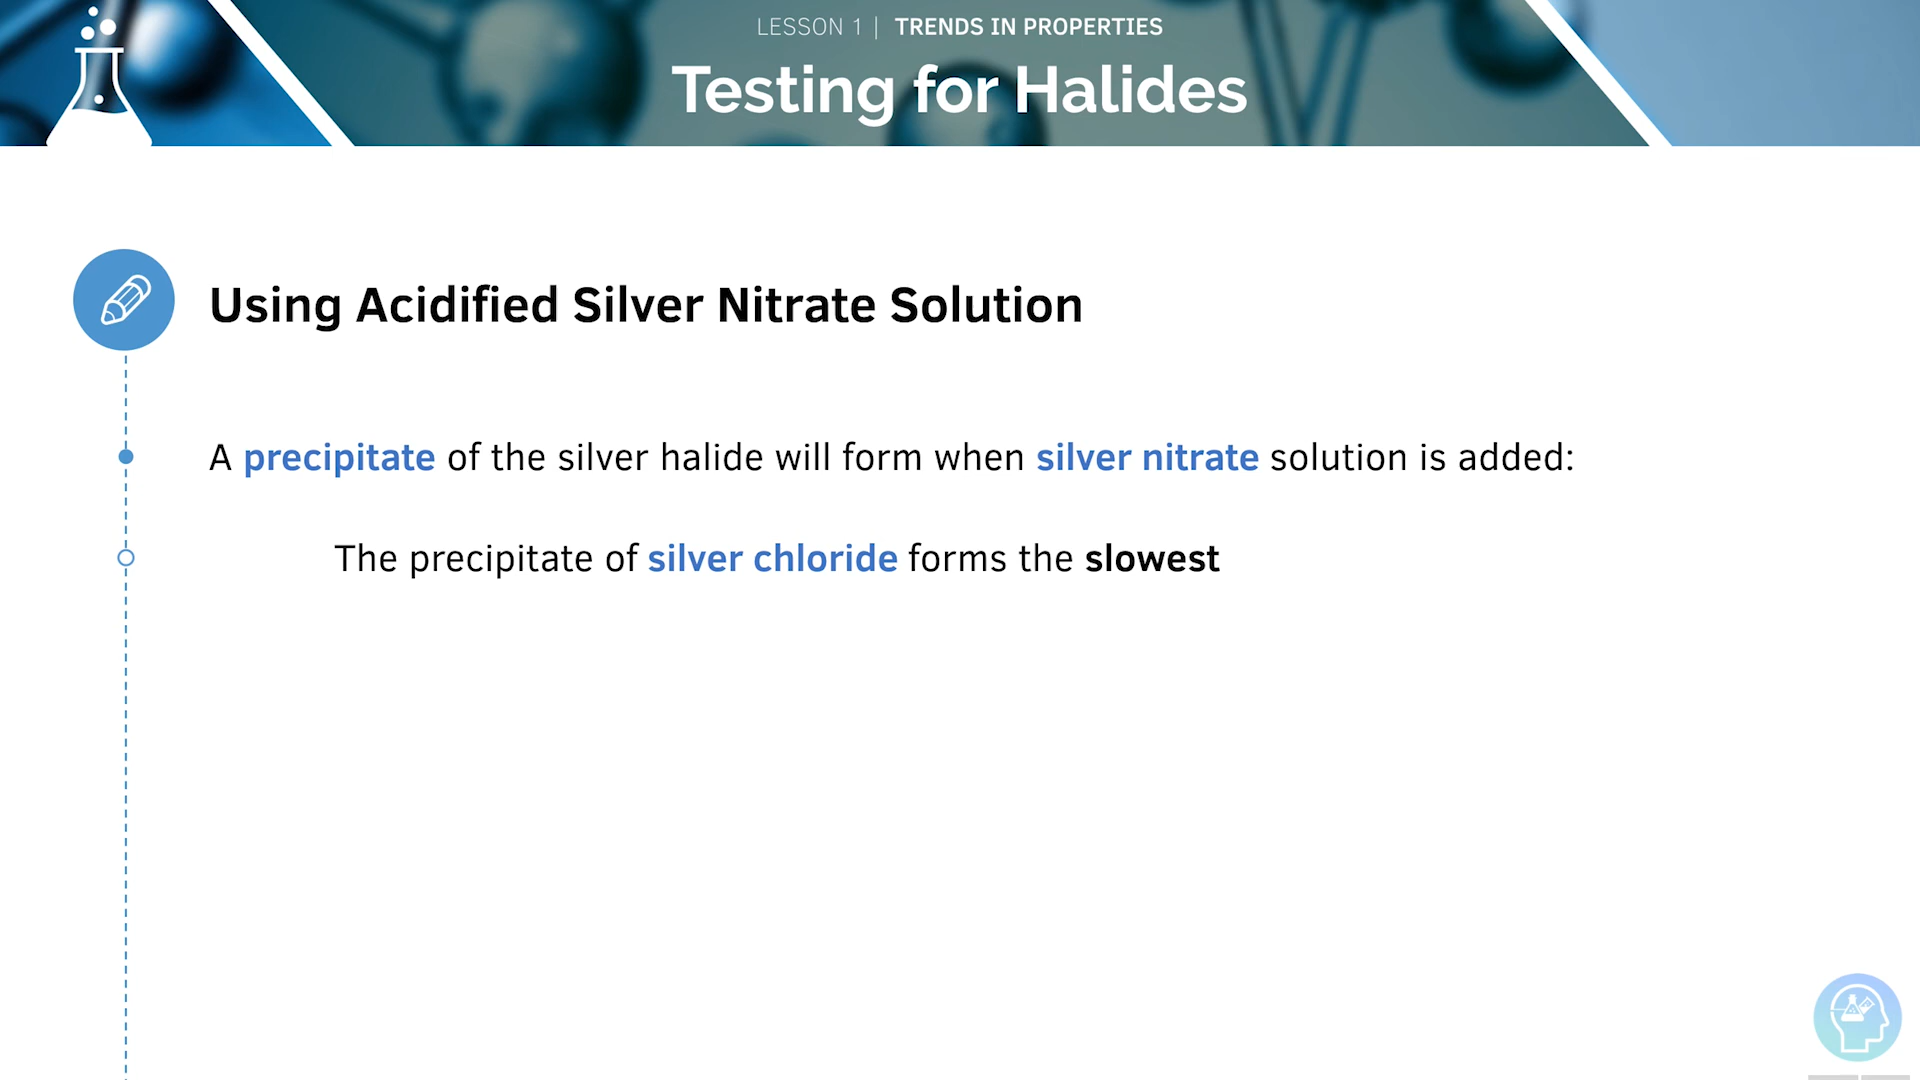 LESSON 1 | TRENDS IN PROPERTIES
Testing for Halides
Using Acidified Silver Nitrate Solution
A precipitate of the silver halide will form when silver nitrate solution is added:
The precipitate of silver chloride forms the slowest